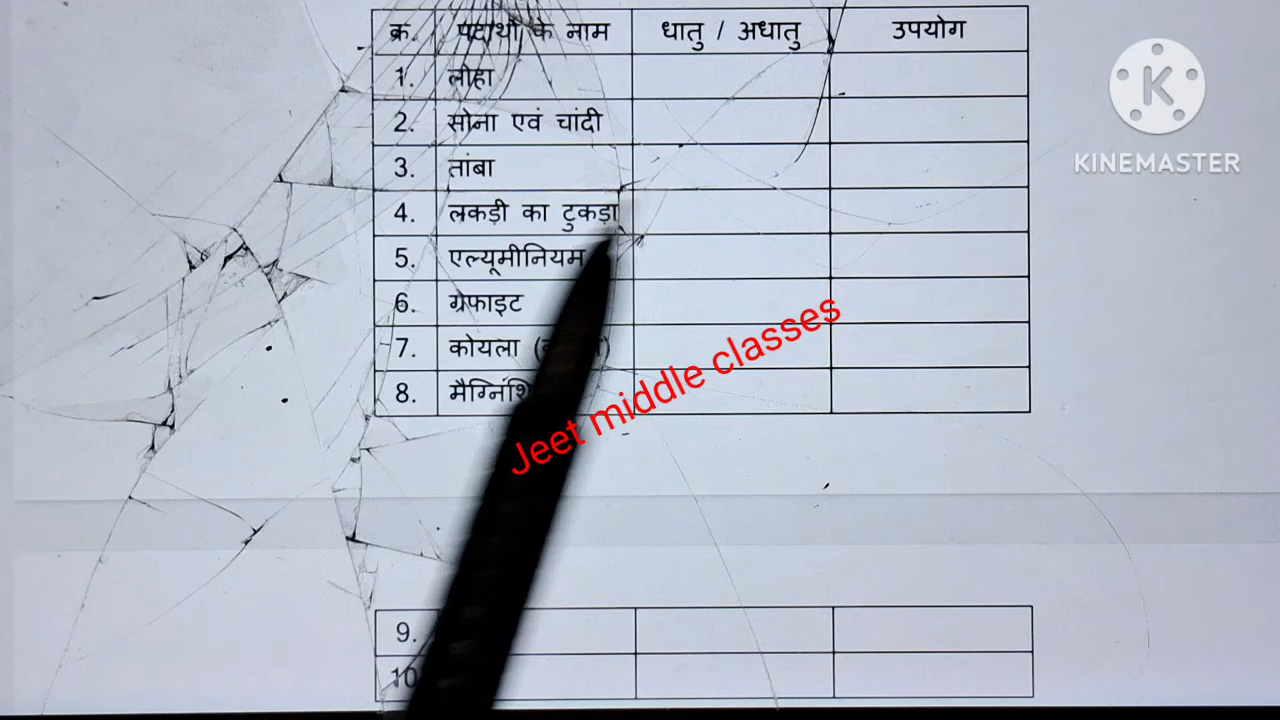 क्र. पदार्थो के नाम धातु / अधातु उपयोग
1. लोहा
2. सोना एवं चांदी
3. तांबा
4. लकड़ी का टुकड़ा
5. एल्यूमीनियम
6. ग्रेफाइट
7. कोयला
8.
9.
10
Jeet middle classes
K
KINEMASTER